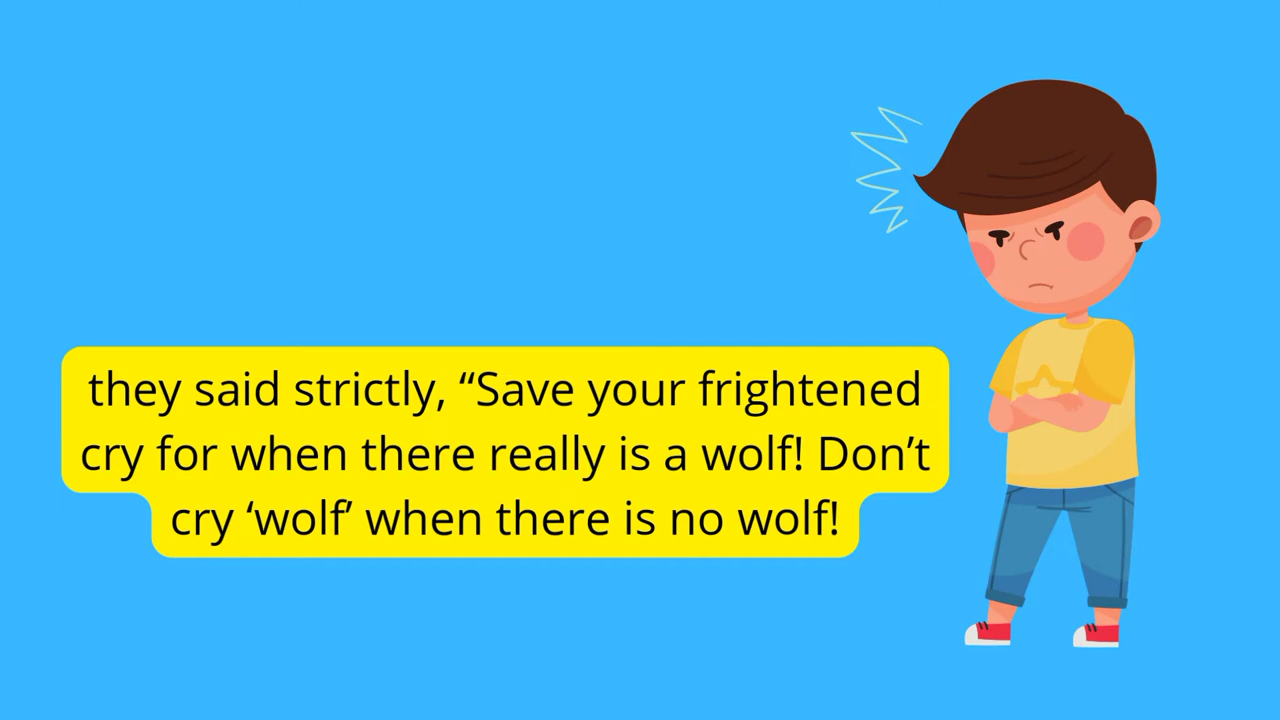 they said strictly, “Save your frightened
cry for when there really is a wolf! Don’t
cry ‘wolf’ when there is no wolf!